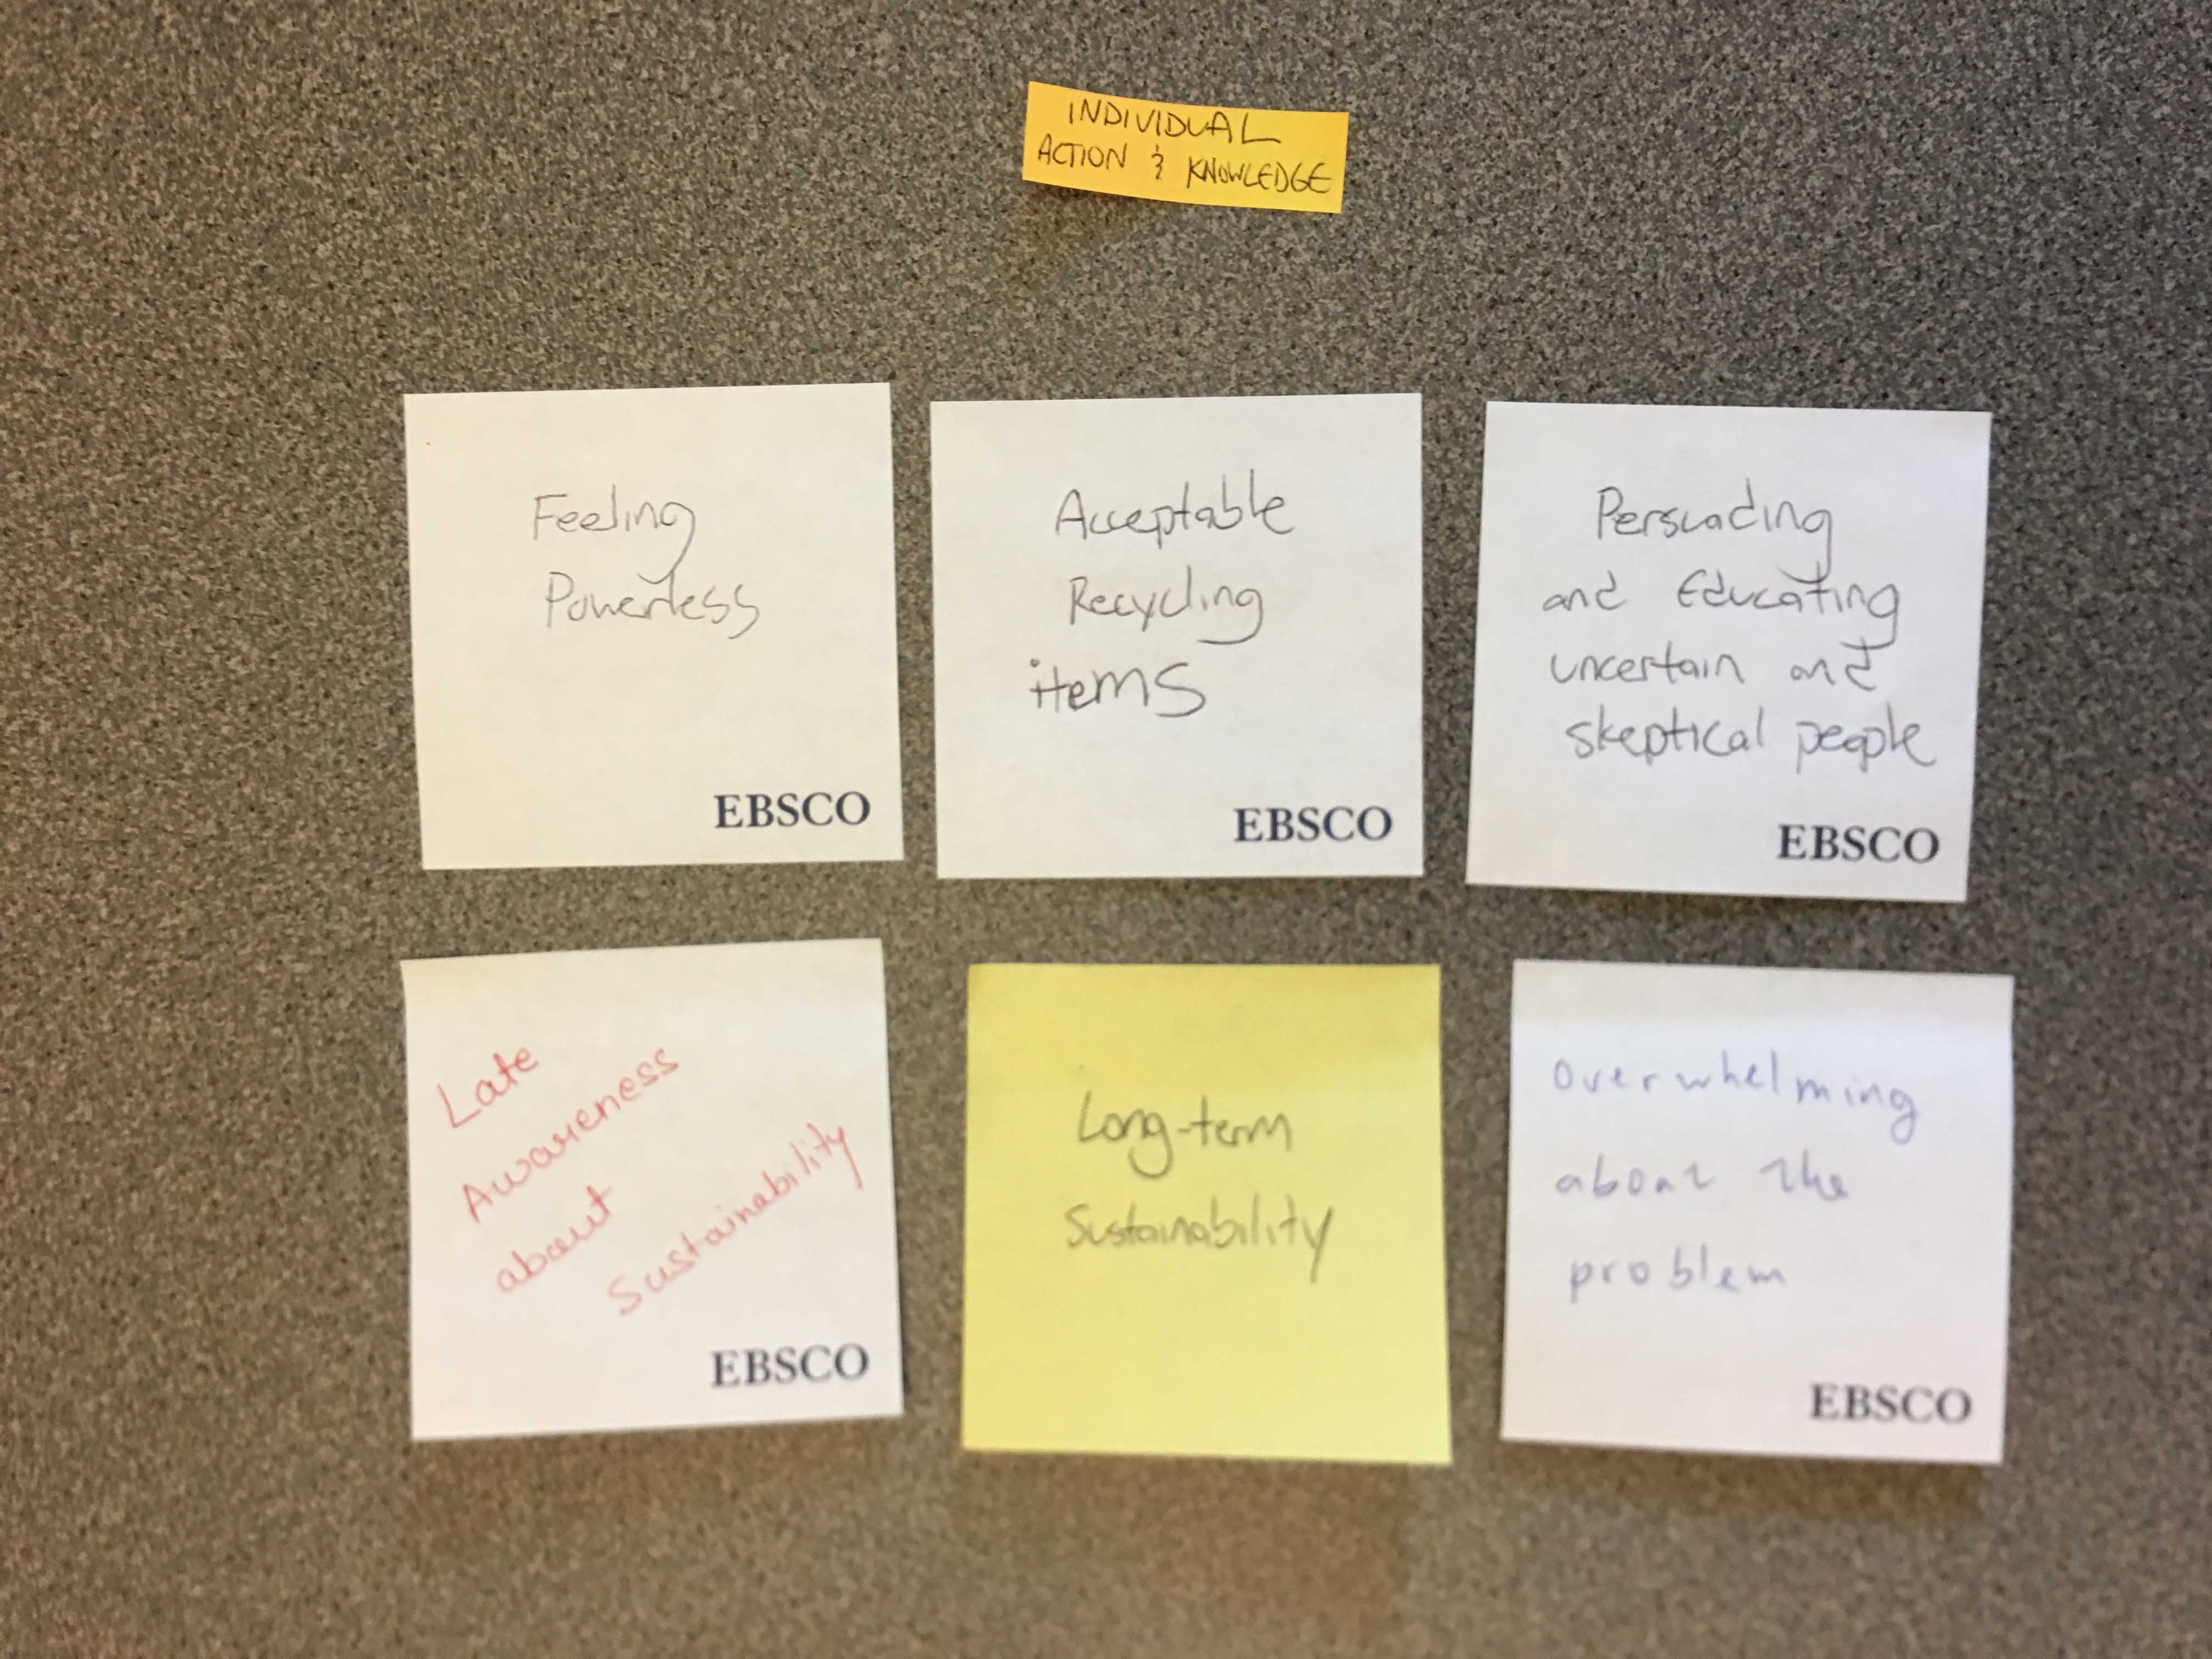 INDIVIDUAL
ACTION & KNOWLEDGE
Feeling
Powerless
EBSCO
Acceptable
Recycling
items
EBSCO
Persuading
and Educating
uncertain and
skeptical people
EBSCO
Late
Awareness
about
Sustainability
EBSCO
Long-term
Sustainability
Overwhelming
about the
problem
EBSCO